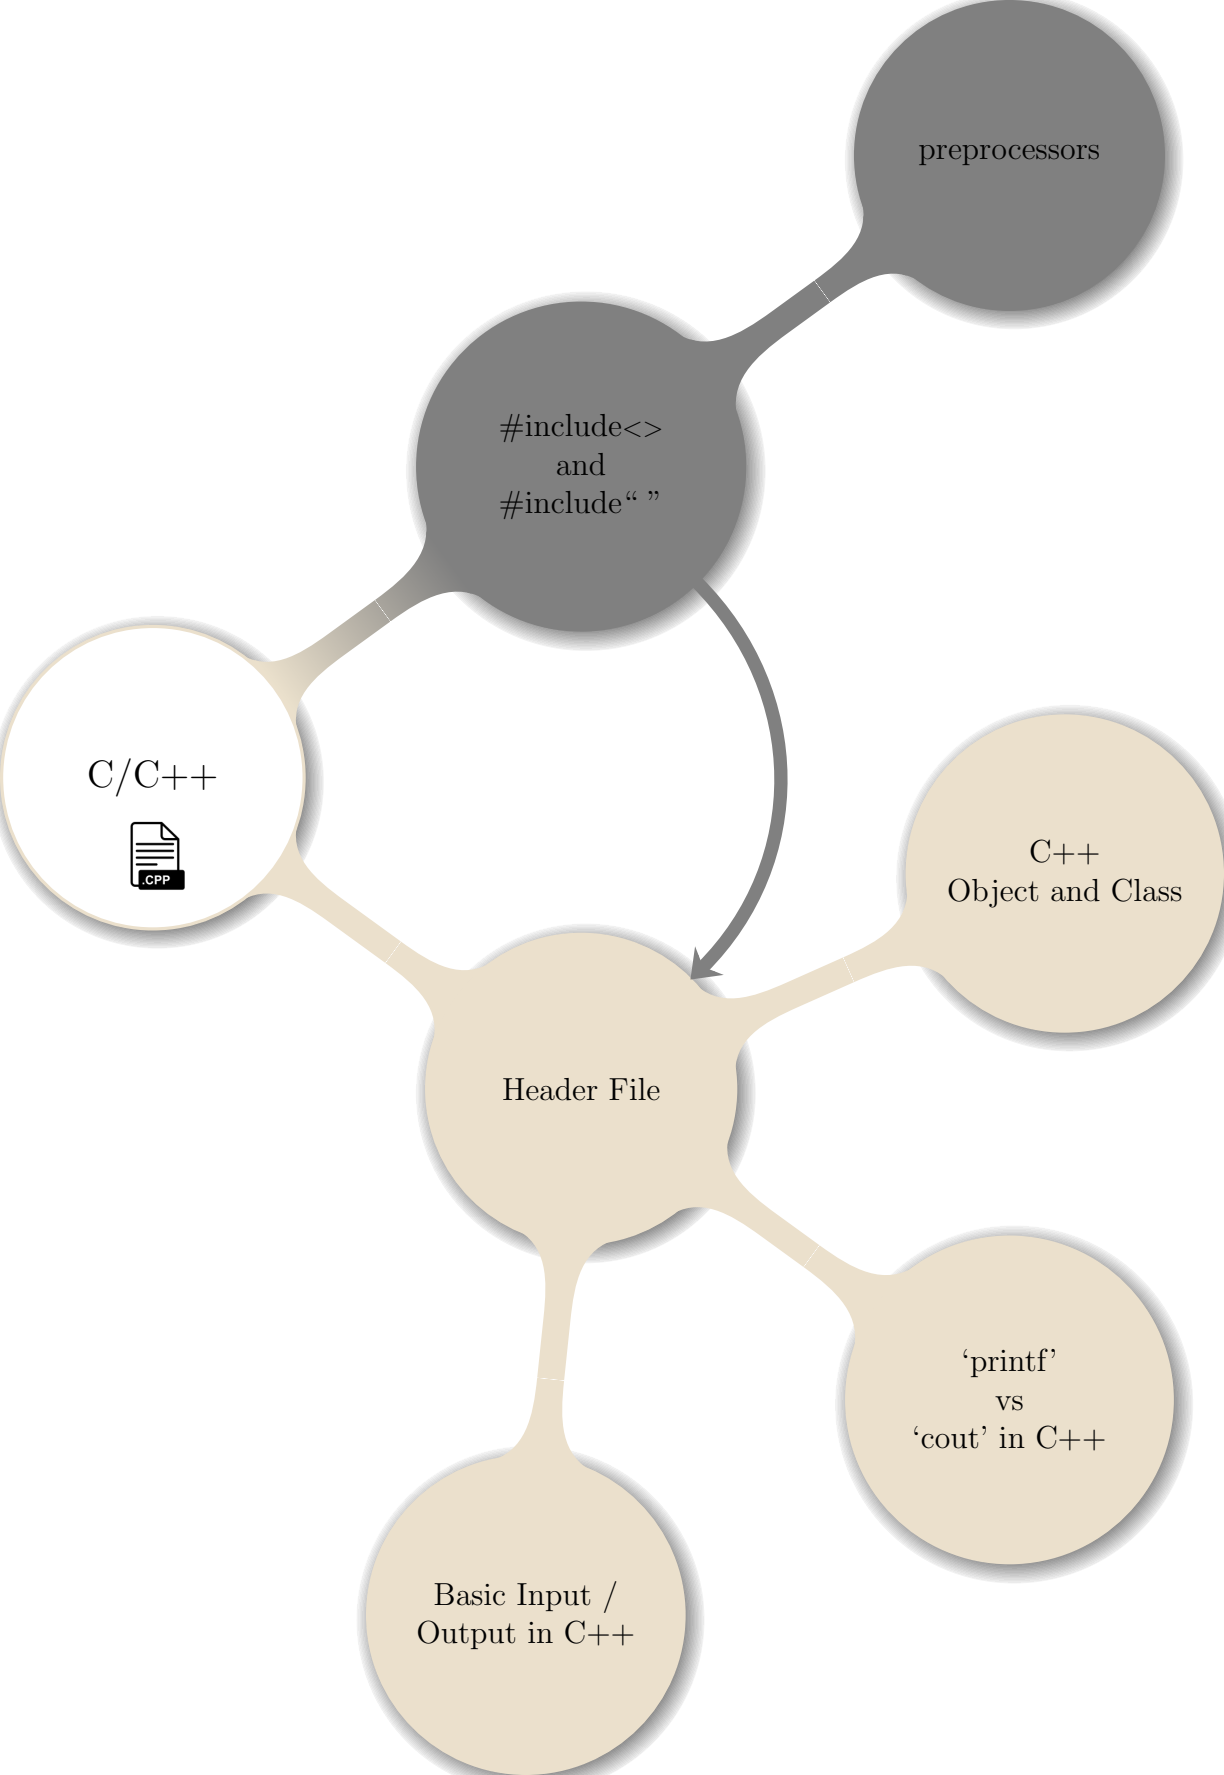 preprocessors
#include<>
and
#include“ ”
C/C++
.CPP
C++
Object and Class
Header File
‘printf’
vs
‘cout’ in C++
Basic Input /
Output in C++